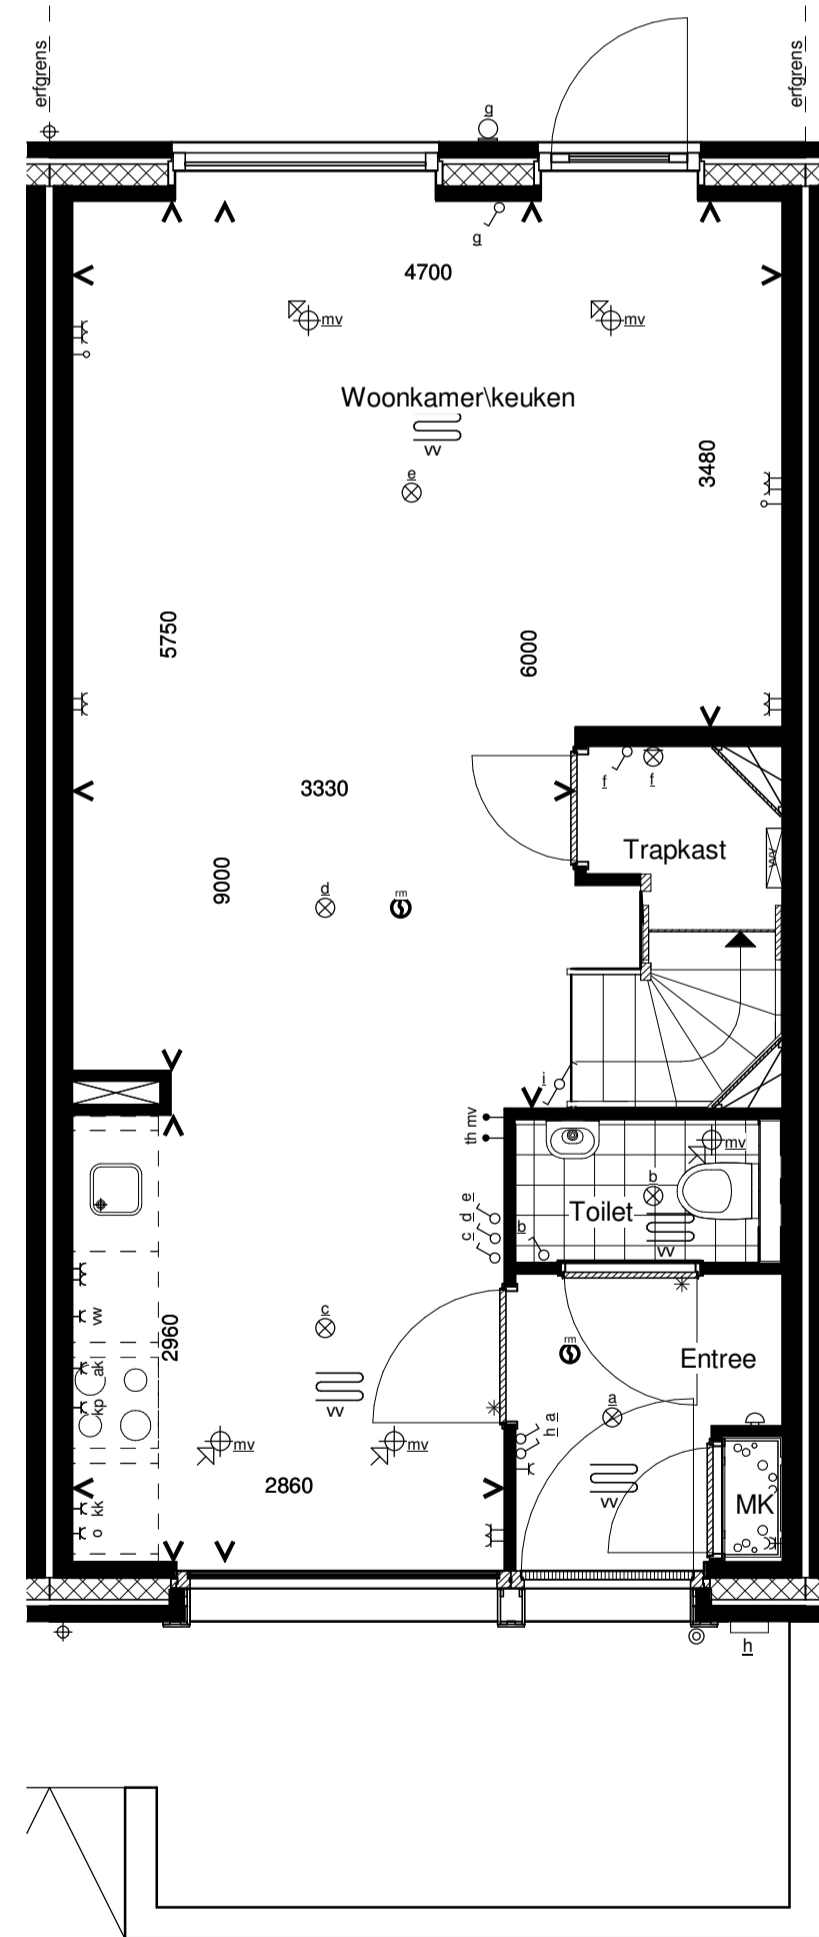 erfgrens
erfgrens
g
g
4700
mv
mv
Woonkamer\keuken
vv
e
3480
5750
6000
f
f
3330
Trapkast
vv
9000
d
rm
i
th mv
mv
b
Toilet
b
vv
c d e
vw
c
2960
ak
rm
Entree
vv
kp
a
h a
mv
mv
2860
vv
MK
kk
o
h